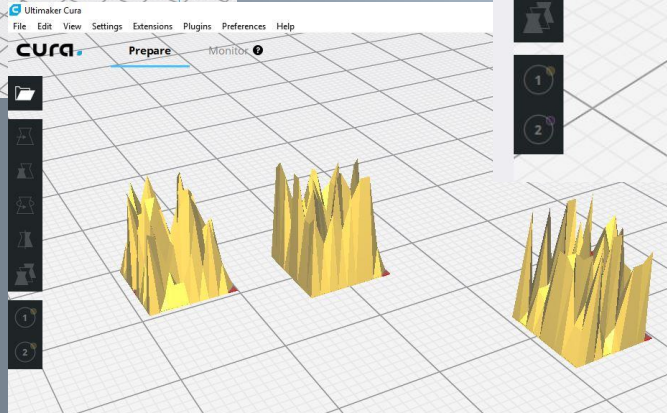 Ultimaker Cura
File Edit View Settings Extensions Plugins Preferences Help
cura. Prepare Monitor ?
1
2
1
2